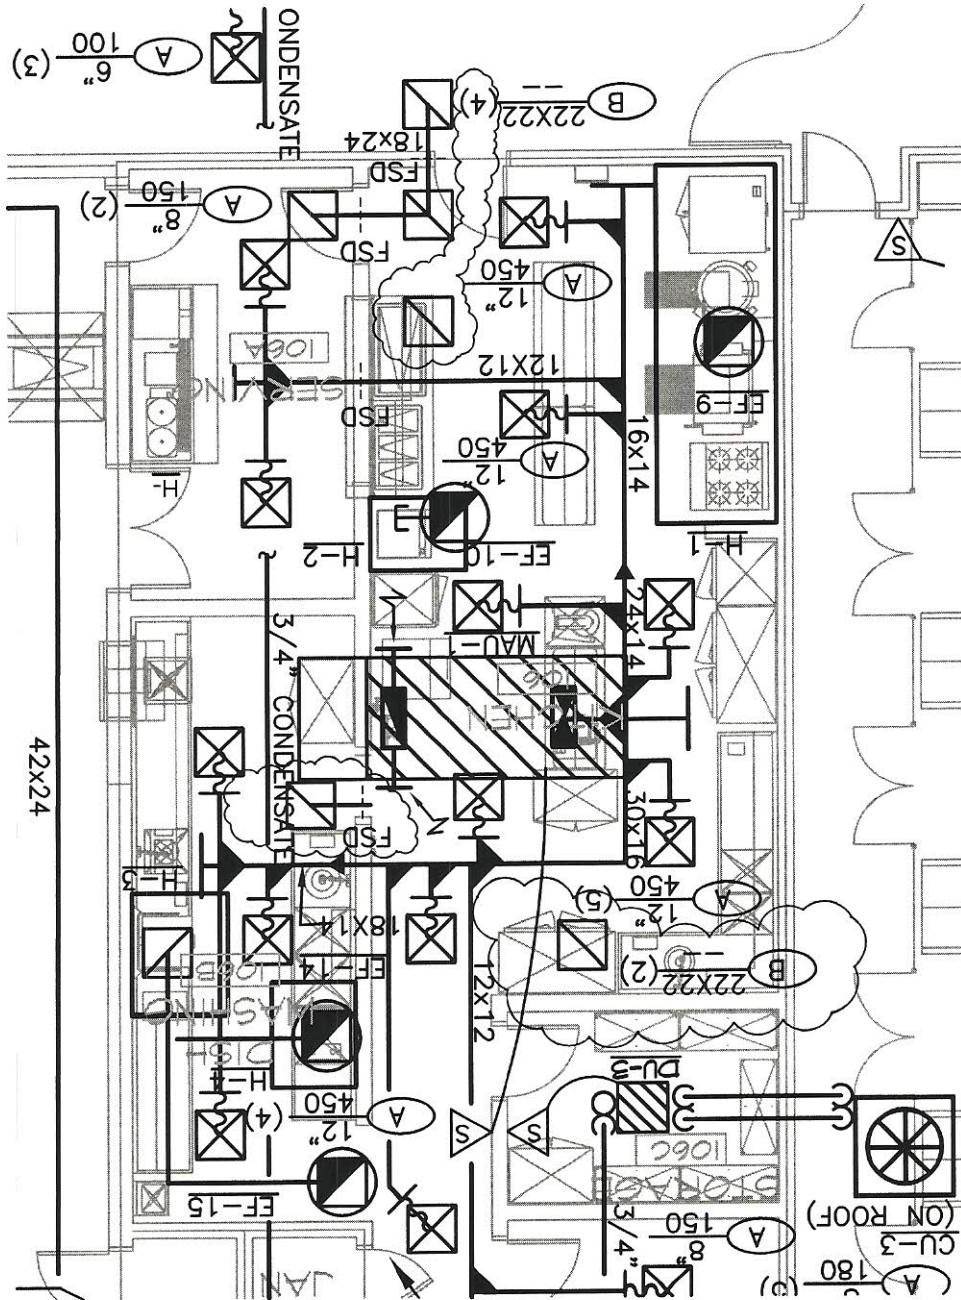 ONDENSATE
6"
100
(3)
A
B
22X22
--
(4)
18x24
FSD
A
8"
150
(2)
FSD
A
12"
450
S
106A
SERVING
12X12
FSD
EF-9
16x14
A
12"
450
H-
E
H-2
EF-10
H-1
MAU-1
24x14
106
KITCHEN
N
3/4" CONDENSATE
42x24
N
FSD
30x16
H-3
18X14
A
12"
450
(5)
B
22X22
--
(2)
EF-14
106B
DISH
WASHING
12x12
H-4
DU-3
A
12"
450
(4)
S
S
106C
STORAGE
EF-15
3/4"
A
8"
150
CU-3
(ON ROOF)
A
180
JAN